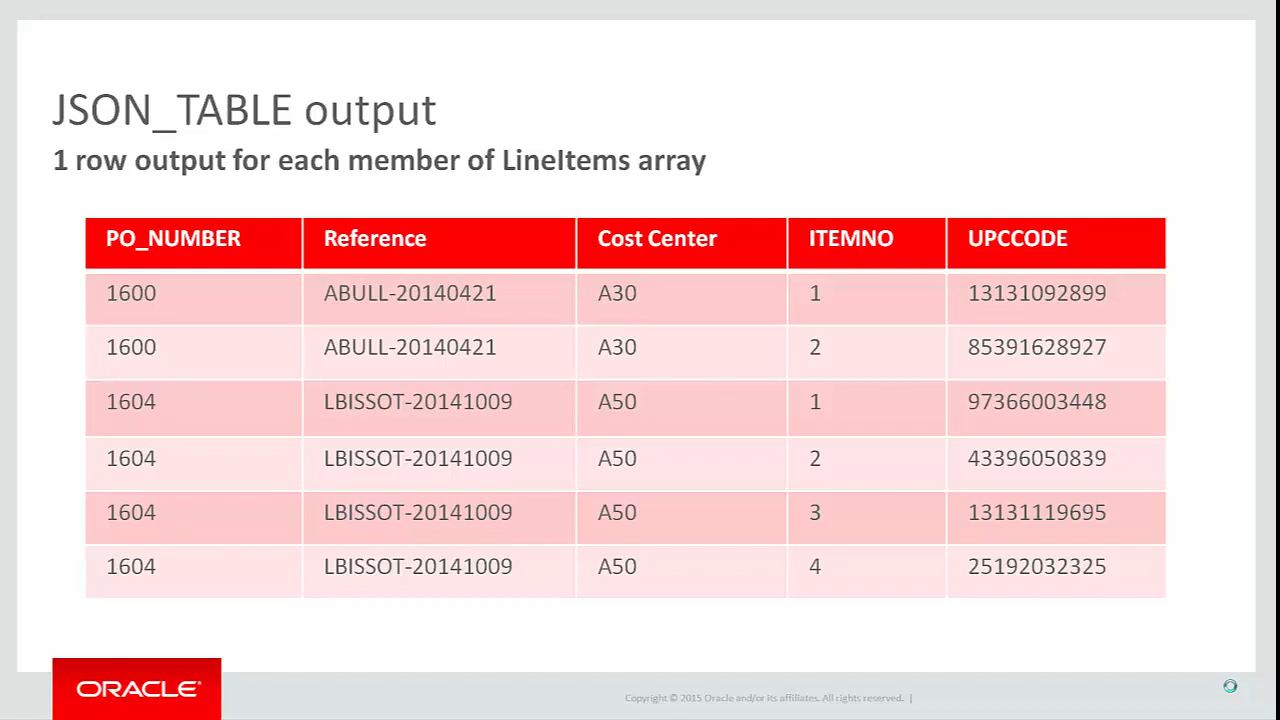 JSON_TABLE output
1 row output for each member of LineItems array
PO_NUMBER Reference Cost Center ITEMNO UPCCODE
1600 ABULL-20140421 A30 1 13131092899
1600 ABULL-20140421 A30 2 85391628927
1604 LBISSOT-20141009 A50 1 97366003448
1604 LBISSOT-20141009 A50 2 43396050839
1604 LBISSOT-20141009 A50 3 13131119695
1604 LBISSOT-20141009 A50 4 25192032325
ORACLE®
Copyright © 2015 Oracle and/or its affiliates. All rights reserved. |